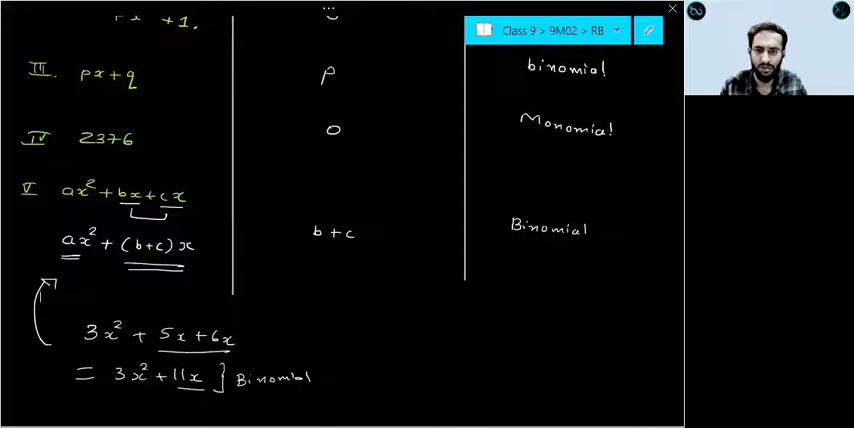 +1.
Class 9 > 9M02 > RB
III. px+q p binomial
IV 2376 0 Monomial
V ax²+bx+cx
ax²+(b+c)x b+c Binomial
3x²+5x+6x
= 3x²+11x } Binomial